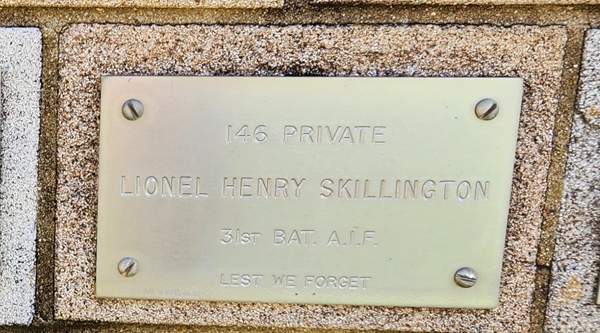 146 PRIVATE
LIONEL HENRY SKILLINGTON
31ST BAT. A.I.F.
LEST WE FORGET